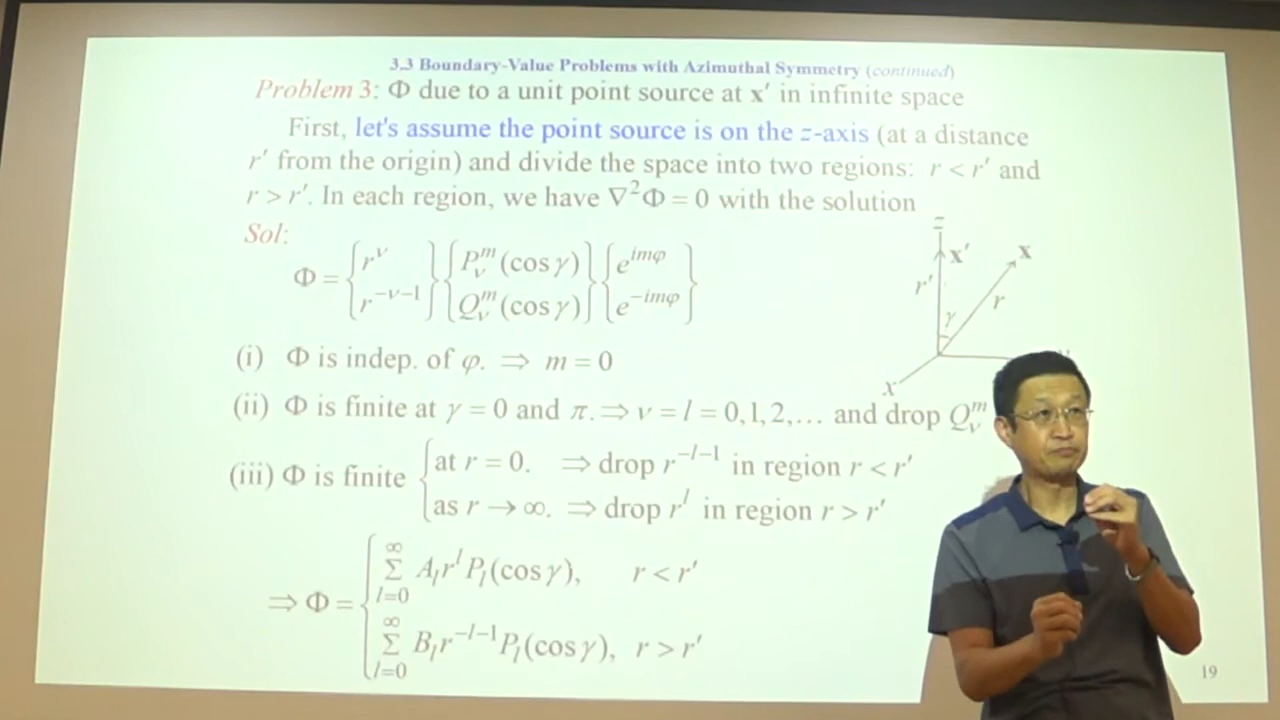 3.3 Boundary-Value Problems with Azimuthal Symmetry (continued)
Problem 3: Φ due to a unit point source at x′ in infinite space
First, let's assume the point source is on the z-axis (at a distance
r′ from the origin) and divide the space into two regions: r < r′ and
r > r′. In each region, we have ∇²Φ = 0 with the solution
Sol:
Φ = { r^ν / r^{-ν-1} } { P_ν^m (cos γ) / Q_ν^m (cos γ) } { e^{imφ} / e^{-imφ} }
z
x′
x
r′
r
γ
x
(i) Φ is indep. of φ. ⇒ m = 0
(ii) Φ is finite at γ = 0 and π. ⇒ ν = l = 0,1,2,… and drop Q_ν^m
(iii) Φ is finite { at r = 0. ⇒ drop r^{-l-1} in region r < r′
as r → ∞. ⇒ drop r^l in region r > r′
⇒ Φ = { ∑_{l=0}^∞ A_l r^l P_l (cos γ), r < r′
∑_{l=0}^∞ B_l r^{-l-1} P_l (cos γ), r > r′
19